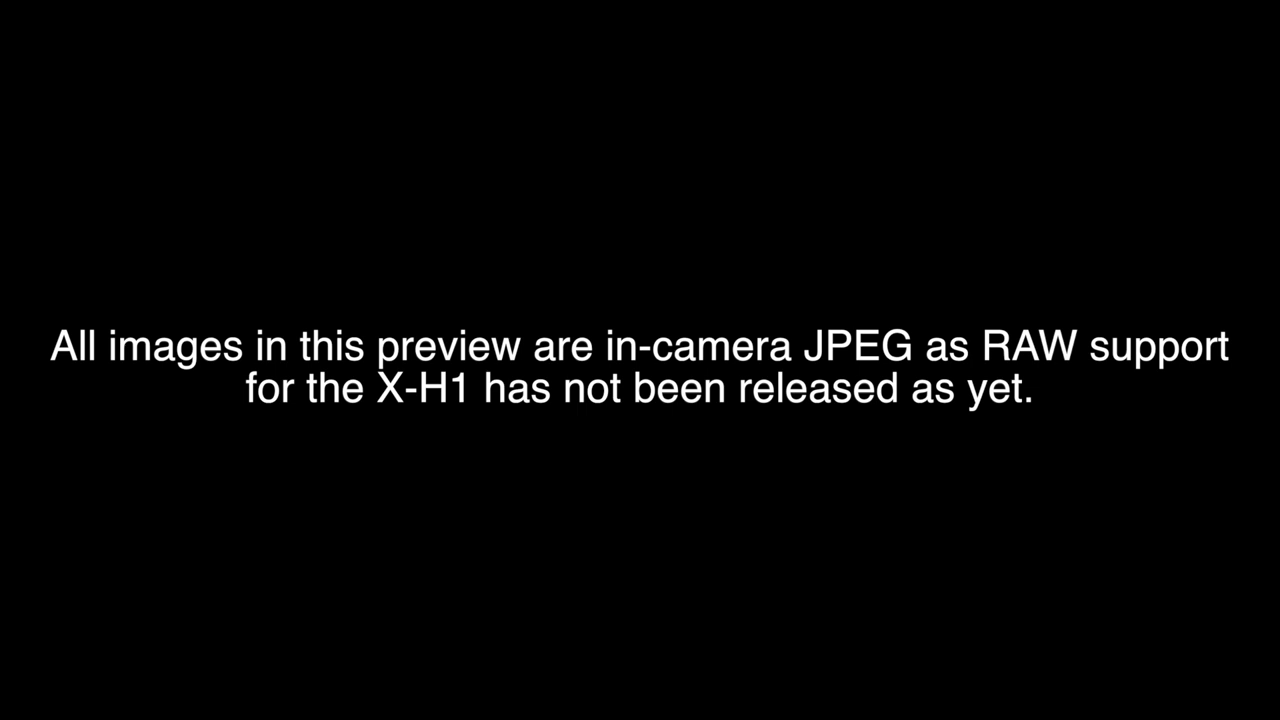 All images in this preview are in-camera JPEG as RAW support
for the X-H1 has not been released as yet.